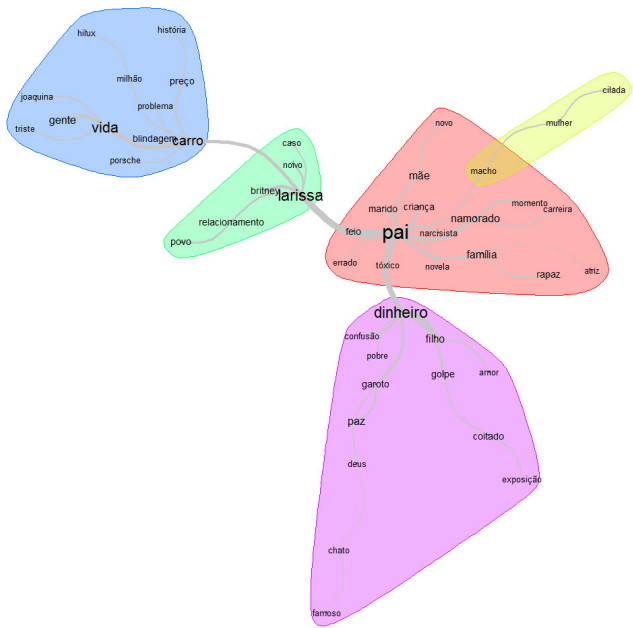 hilux
história
milhão
preço
joaquina
problema
gente
vida
triste
blindagem
carro
porsche
caso
noivo
britney
larissa
relacionamento
povo
cilada
mulher
macho
novo
mãe
marido
criança
momento
carreira
namorado
feio
pai
narcisista
família
errado
tóxico
novela
rapaz
atriz
dinheiro
confusão
filho
pobre
garoto
golpe
amor
paz
coitado
deus
exposição
chato
famoso